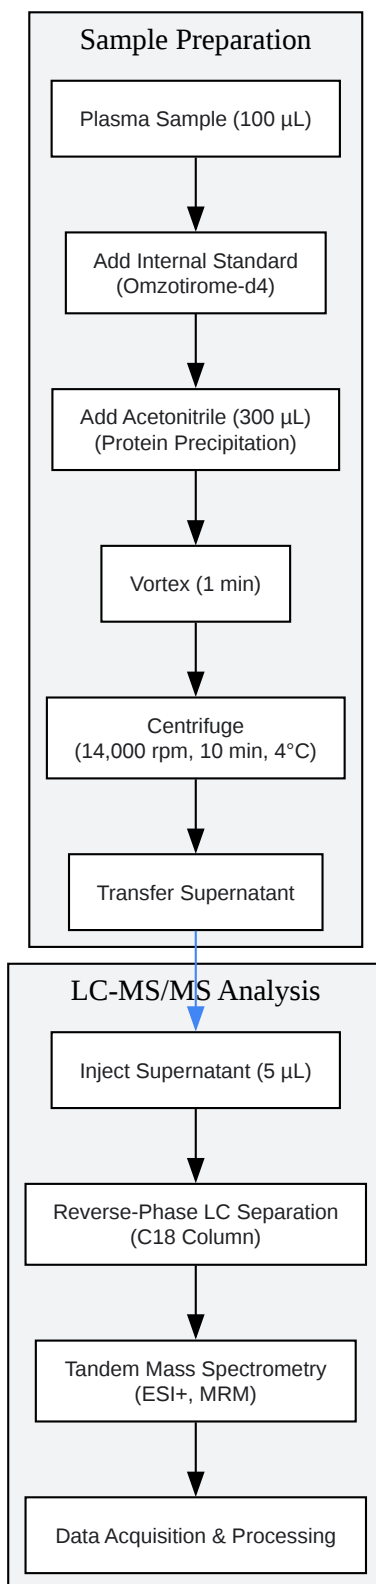 Sample Preparation
Plasma Sample (100 µL)
Add Internal Standard
(Omzotirome-d4)
Add Acetonitrile (300 µL)
(Protein Precipitation)
Vortex (1 min)
Centrifuge
(14,000 rpm, 10 min, 4°C)
Transfer Supernatant
LC-MS/MS Analysis
Inject Supernatant (5 µL)
Reverse-Phase LC Separation
(C18 Column)
Tandem Mass Spectrometry
(ESI+, MRM)
Data Acquisition & Processing